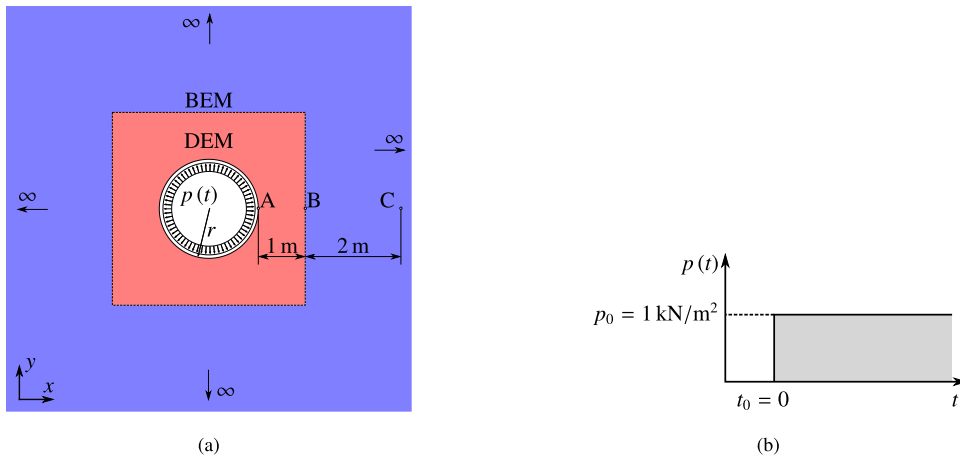 ∞
BEM
DEM
∞
p(t)
A
B
C
∞
r
1 m
2 m
y
x
∞
(a)
p(t)
p₀ = 1 kN/m²
t₀ = 0
t
(b)